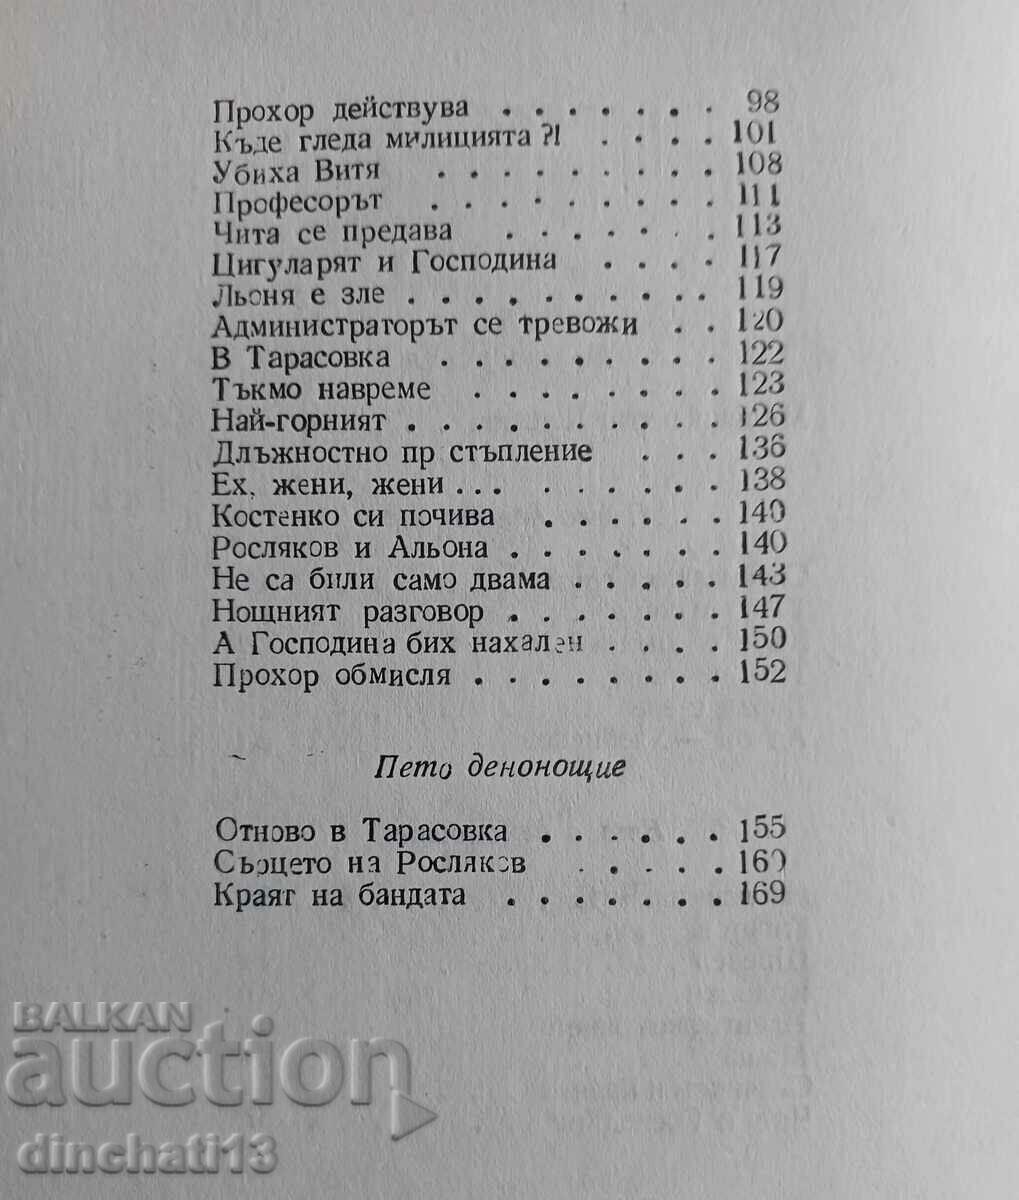 Прохор действува . . . . . . . 98
Къде гледа милицията ?! . . . . 101
Убиха Витя . . . . . . . . . 108
Професорът . . . . . . . . . 111
Чита се предава . . . . . . . 113
Цигуларят и Господина . . . . 117
Льоня е зле . . . . . . . . . . 119
Администраторът се тревожи . . 120
В Тарасовка . . . . . . . . . 122
Тъкмо навреме . . . . . . . . 123
Най-горният . . . . . . . . . . 126
Длъжностно пр стъпление . . . 136
Ех, жени, жени ... . . . . . . 138
Костенко си почива . . . . . . 140
Росляков и Альона . . . . . . . 140
Не са били само двама . . . . . 143
Нощният разговор . . . . . . . 147
А Господина бих нахален . . . . 150
Прохор обмисля . . . . . . . . 152
Пето денонощие
Отново в Тарасовка . . . . . . 155
Сърцето на Росляков . . . . . 160
Краят на бандата . . . . . . . 169
BALKAN
auction
dinchati13